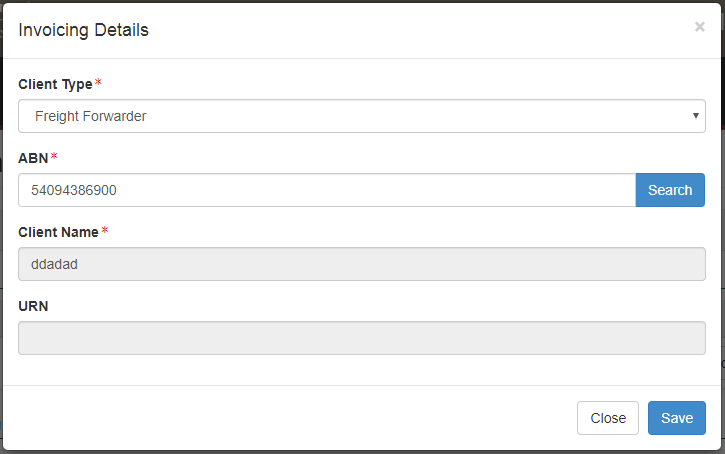 Invoicing Details ×
Client Type*
Freight Forwarder
ABN*
54094386900 Search
Client Name*
ddadad
URN
Close Save